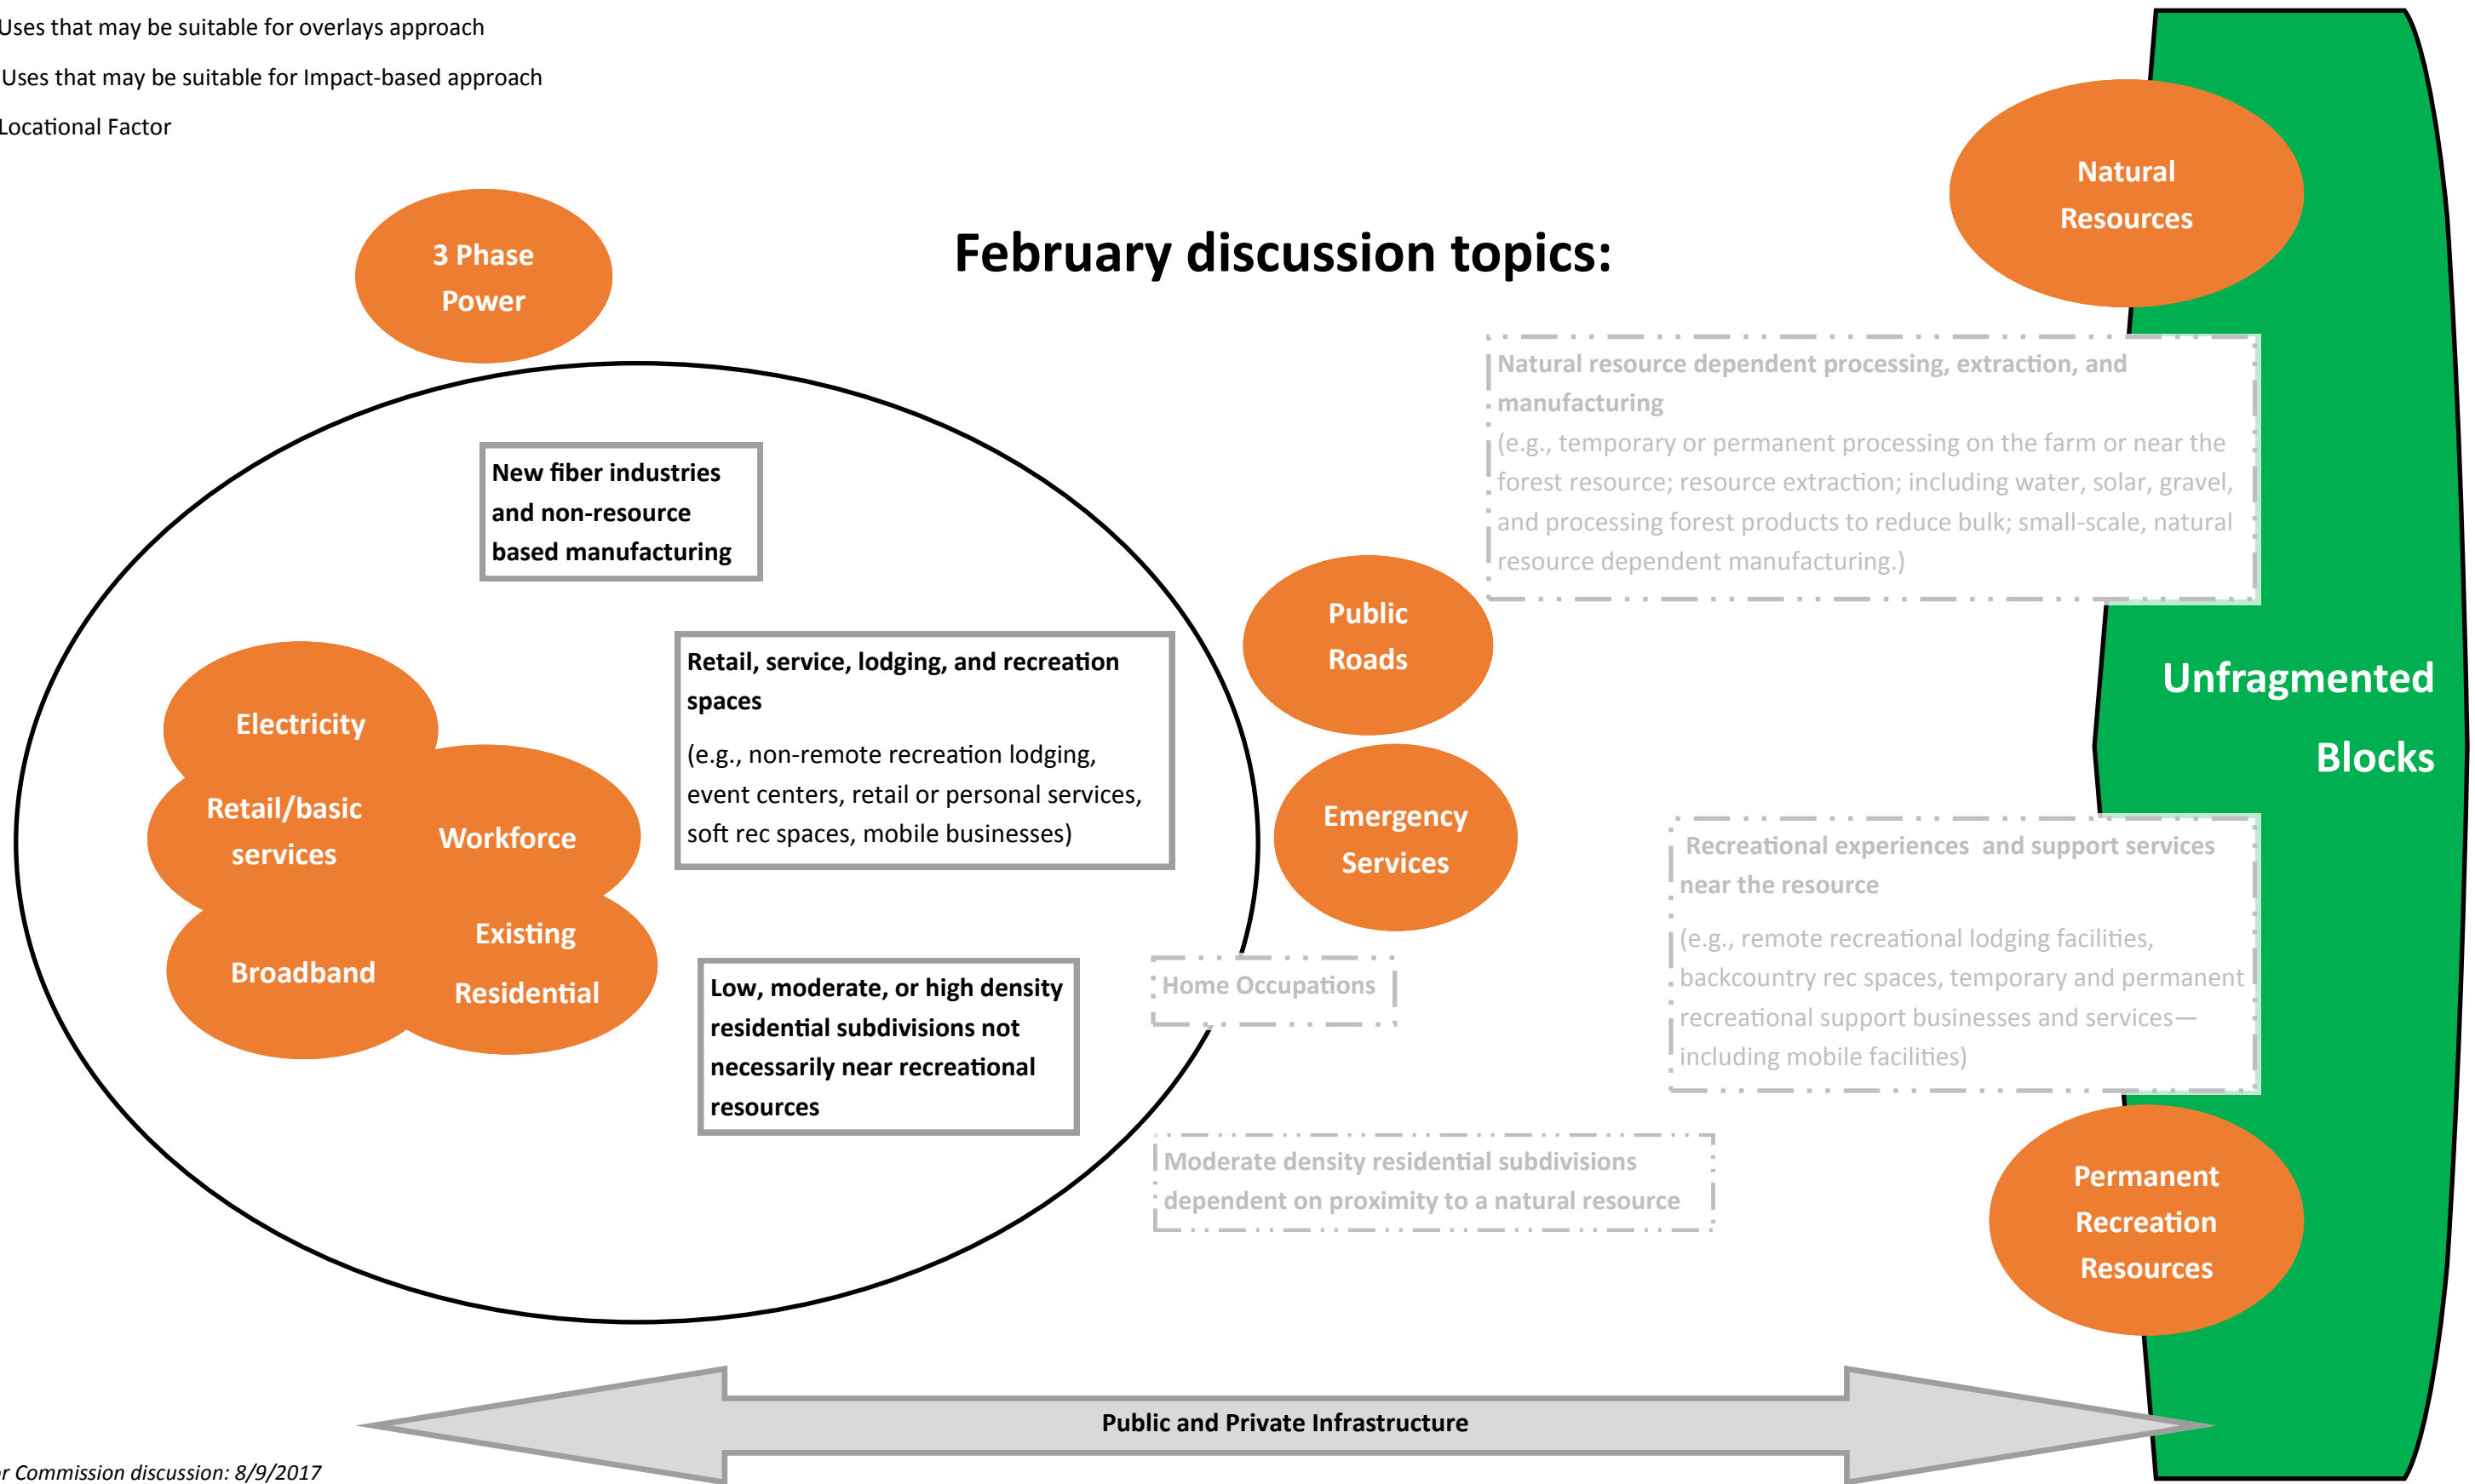 Uses that may be suitable for overlays approach
Uses that may be suitable for Impact-based approach
Locational Factor
February discussion topics:
3 Phase
Power
Natural
Resources
Natural resource dependent processing, extraction, and
manufacturing
(e.g., temporary or permanent processing on the farm or near the
forest resource; resource extraction; including water, solar, gravel,
and processing forest products to reduce bulk; small-scale, natural
resource dependent manufacturing.)
New fiber industries
and non-resource
based manufacturing
Public
Roads
Retail, service, lodging, and recreation
spaces
(e.g., non-remote recreation lodging,
event centers, retail or personal services,
soft rec spaces, mobile businesses)
Unfragmented
Blocks
Electricity
Retail/basic
services
Workforce
Emergency
Services
Broadband
Existing
Residential
Recreational experiences and support services
near the resource
(e.g., remote recreational lodging facilities,
backcountry rec spaces, temporary and permanent
recreational support businesses and services—
including mobile facilities)
Low, moderate, or high density
residential subdivisions not
necessarily near recreational
resources
Home Occupations
Moderate density residential subdivisions
dependent on proximity to a natural resource
Permanent
Recreation
Resources
Public and Private Infrastructure
r Commission discussion: 8/9/2017